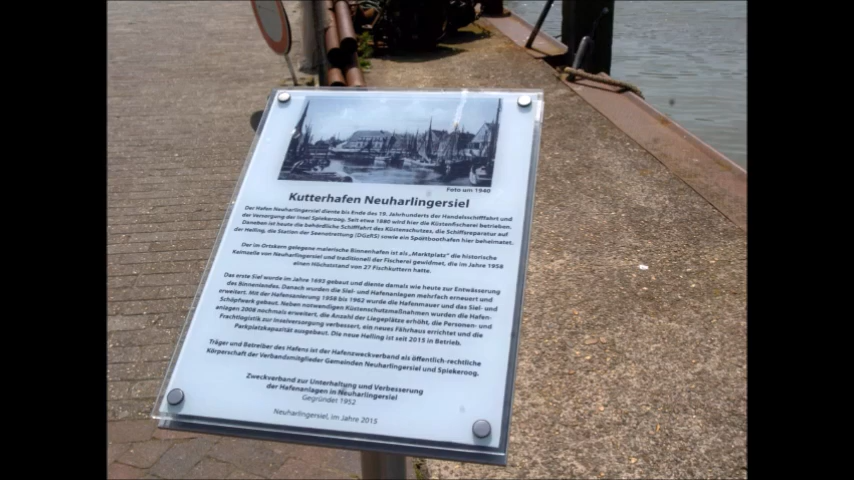 Foto um 1940
Kutterhafen Neuharlingersiel
Der Hafen Neuharlingersiel diente bis Ende des 19. Jahrhunderts der Handelsschifffahrt und
der Versorgung der Insel Spiekeroog. Seit etwa 1880 wird hier die Küstenfischerei betrieben.
Daneben ist heute die behördliche Schifffahrt des Küstenschutzes, die Schiffsreparatur auf
der Helling, die Station der Seenotrettung (DGzRS) sowie ein Sportboothafen hier beheimatet.
Der im Ortskern gelegene malerische Binnenhafen ist als „Marktplatz“ die historische
Keimzelle von Neuharlingersiel und traditionell der Fischerei gewidmet, die im Jahre 1958
einen Höchststand von 27 Fischkuttern hatte.
Das erste Siel wurde im Jahre 1693 gebaut und diente damals wie heute zur Entwässerung
des Binnenlandes. Danach wurden die Siel- und Hafenanlagen mehrfach erneuert und
erweitert. Mit der Hafensanierung 1958 bis 1962 wurde die Hafenmauer und das Siel- und
Schöpfwerk gebaut. Neben notwendigen Küstenschutzmaßnahmen wurden die Hafen-
anlagen 2008 nochmals erweitert, die Anzahl der Liegeplätze erhöht, die Personen- und
Frachtlogistik zur Inselversorgung verbessert, ein neues Fährhaus errichtet und die
Parkplatzkapazität ausgebaut. Die neue Helling ist seit 2015 in Betrieb.
Träger und Betreiber des Hafens ist der Hafenzweckverband als öffentlich-rechtliche
Körperschaft der Verbandsmitglieder Gemeinden Neuharlingersiel und Spiekeroog.
Zweckverband zur Unterhaltung und Verbesserung
der Hafenanlagen in Neuharlingersiel
Gegründet 1952
Neuharlingersiel, im Jahre 2015